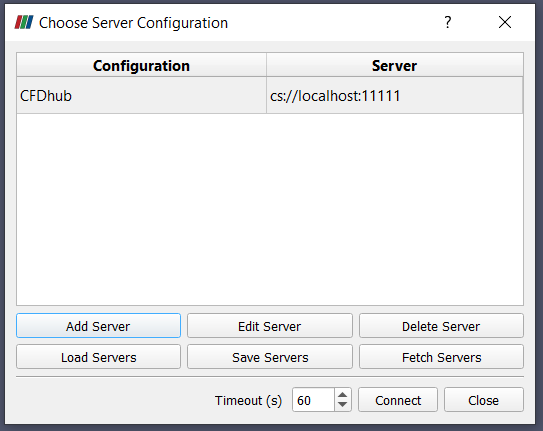 Choose Server Configuration
Configuration Server
CFDhub cs://localhost:11111
Add Server Edit Server Delete Server
Load Servers Save Servers Fetch Servers
Timeout (s) 60 Connect Close